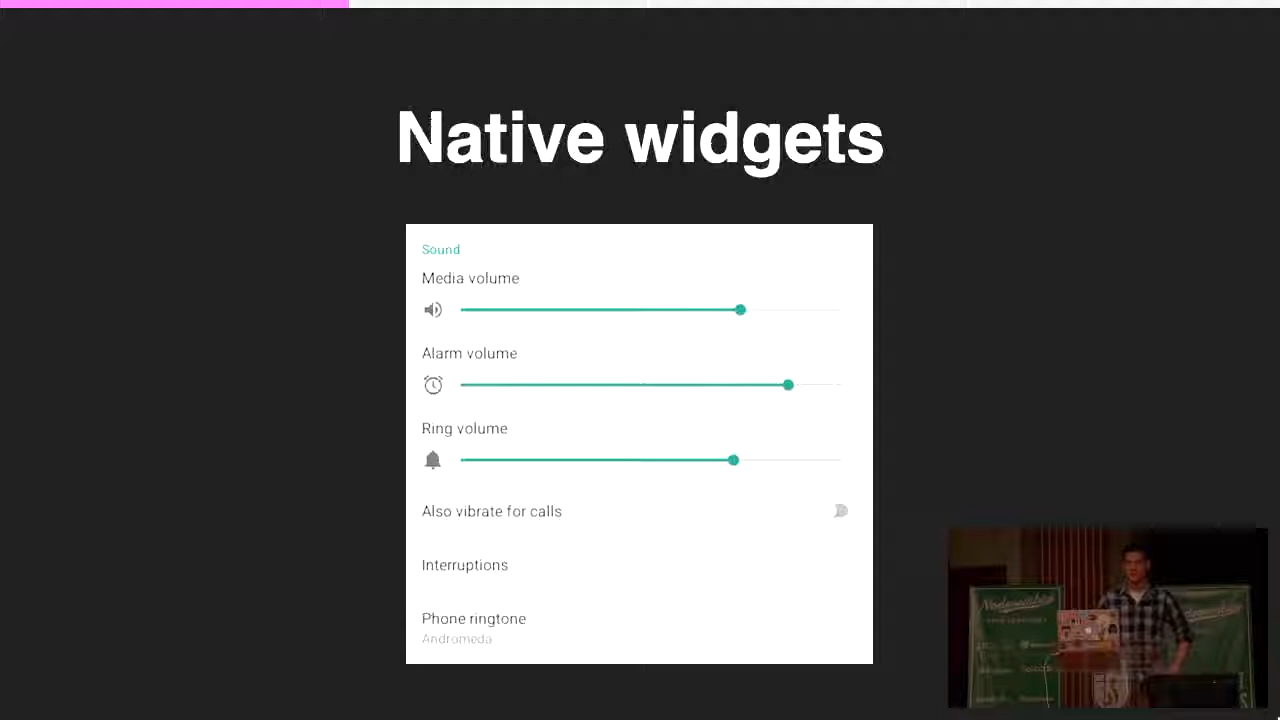 Native widgets
Sound
Media volume
Alarm volume
Ring volume
Also vibrate for calls
Interruptions
Phone ringtone
Andromeda